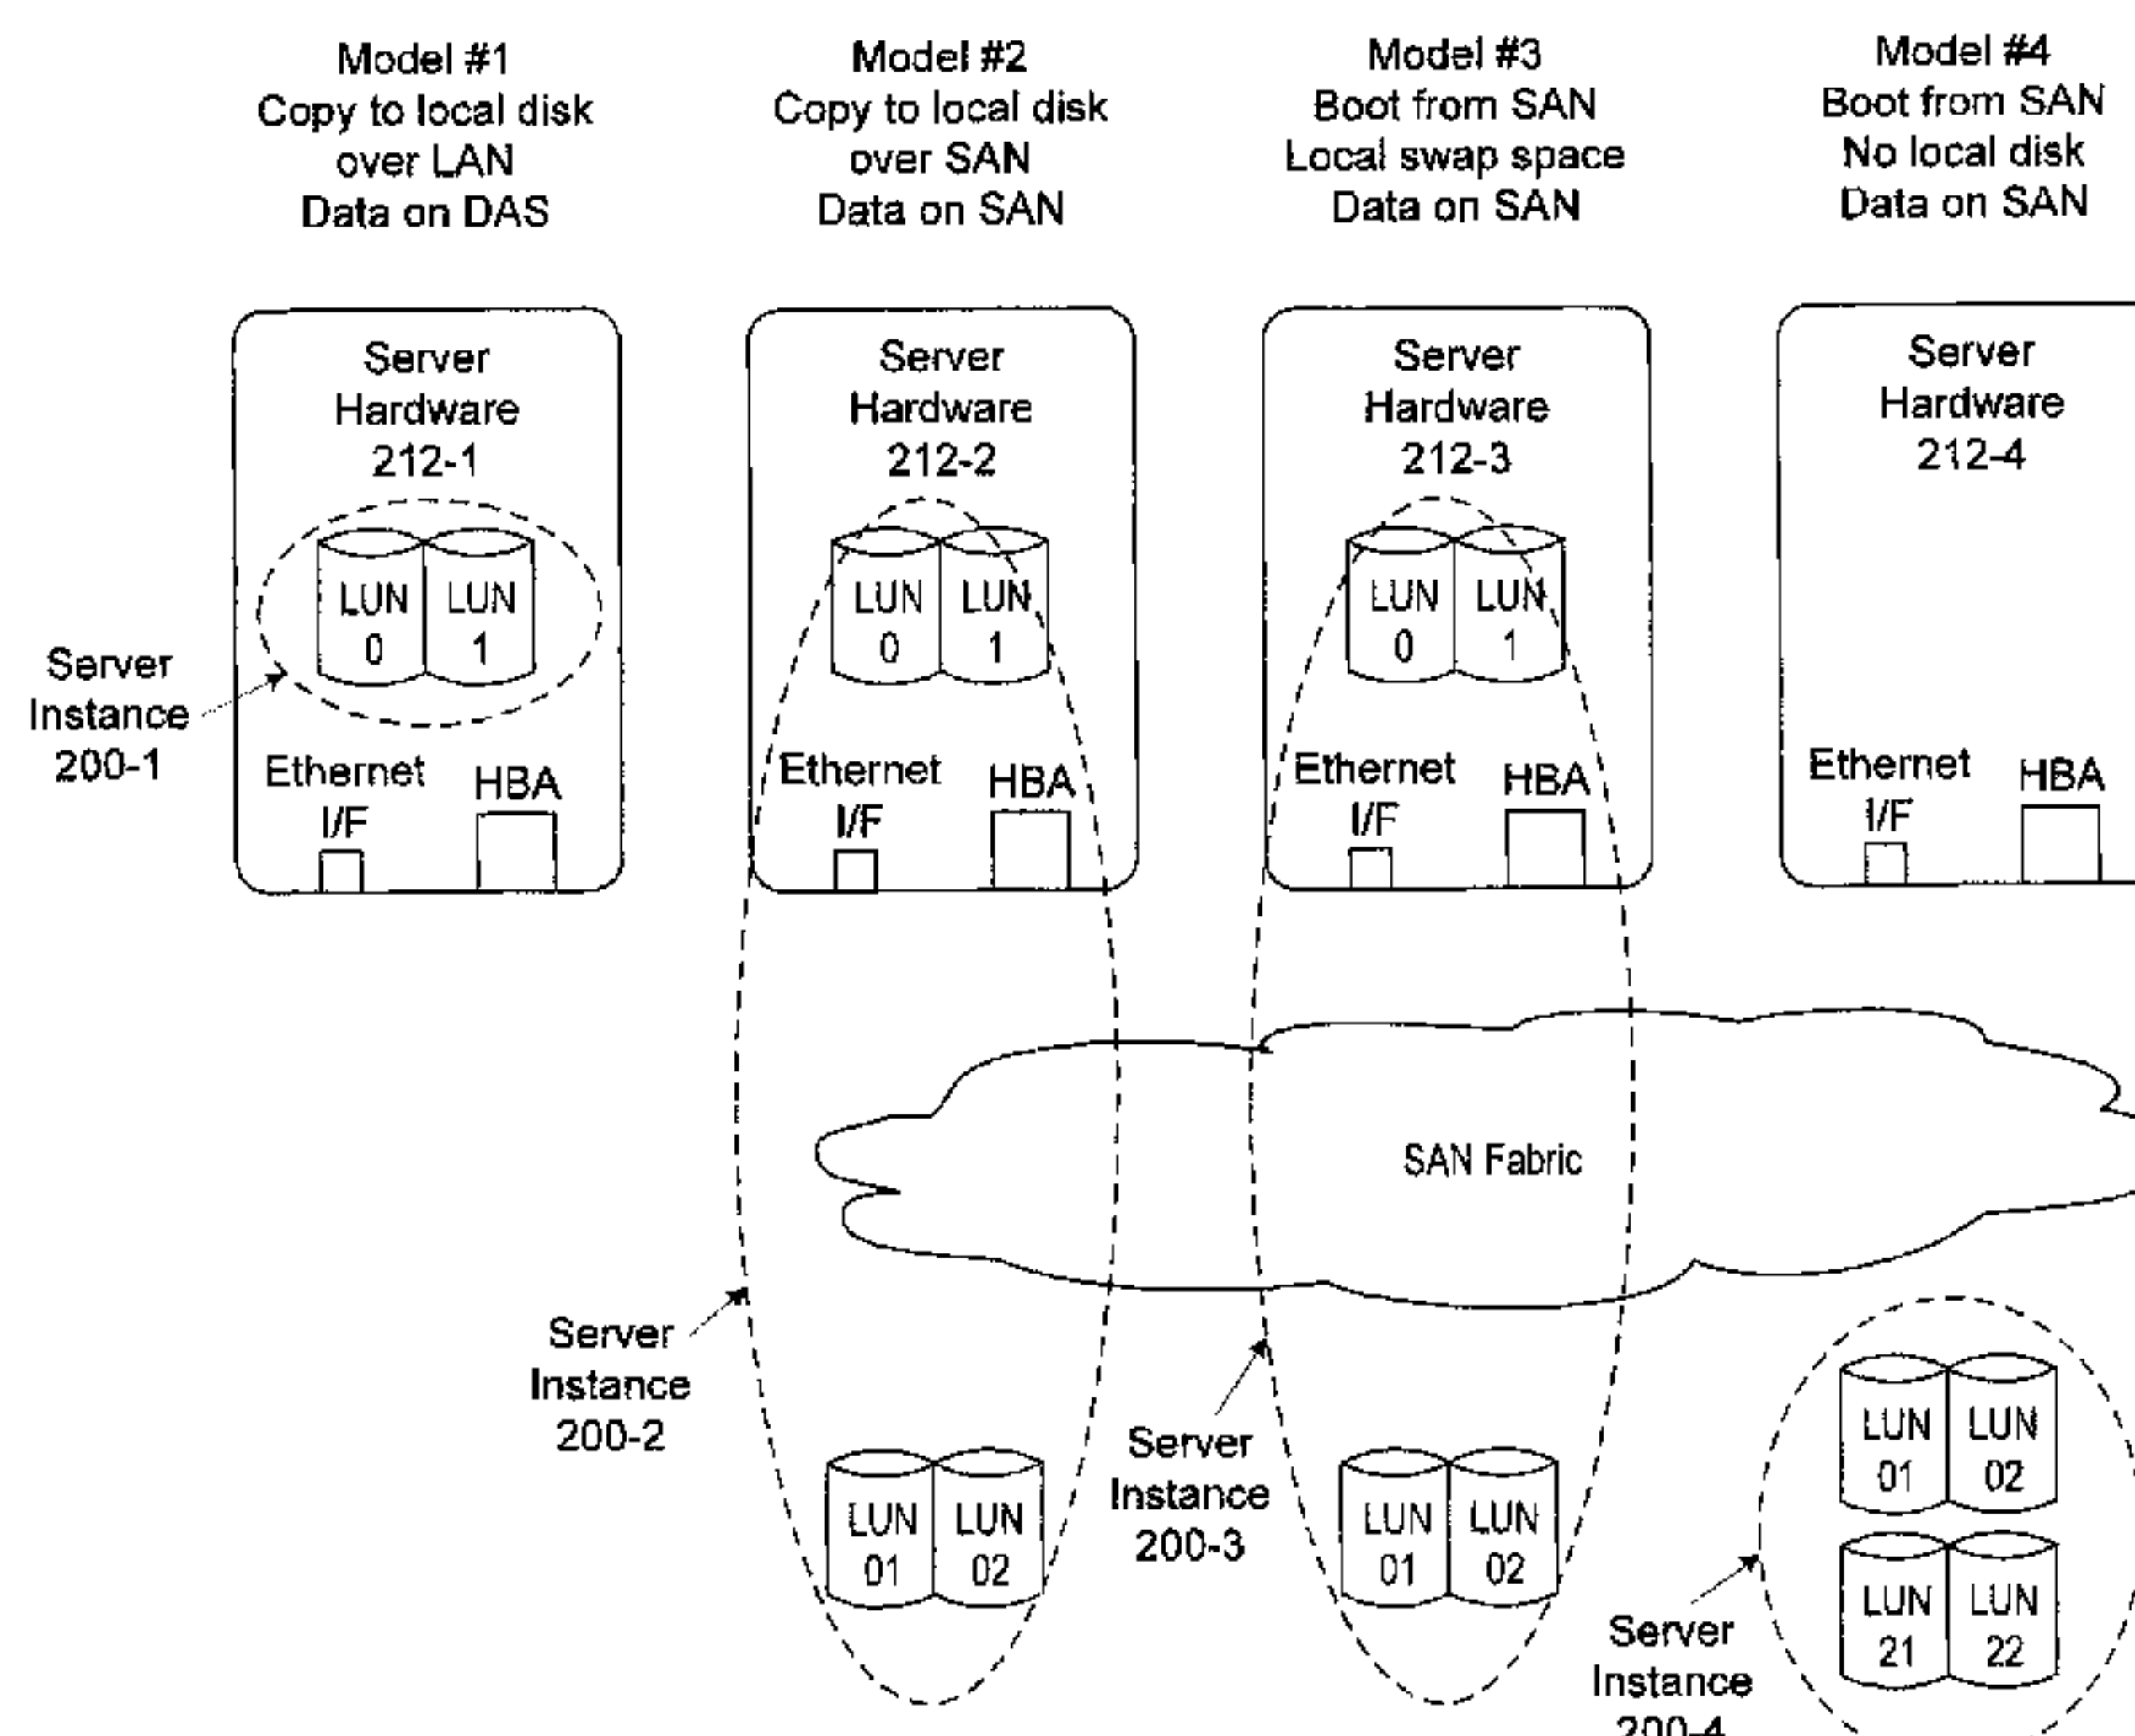 Model #1
Copy to local disk
over LAN
Data on DAS
Model #2
Copy to local disk
over SAN
Data on SAN
Model #3
Boot from SAN
Local swap space
Data on SAN
Model #4
Boot from SAN
No local disk
Data on SAN
Server
Hardware
212-1
LUN
0
LUN
1
Ethernet
I/F
HBA
Server
Instance
200-1
Server
Hardware
212-2
LUN
0
LUN
1
Ethernet
I/F
HBA
Server
Hardware
212-3
LUN
0
LUN
1
Ethernet
I/F
HBA
Server
Hardware
212-4
Ethernet
I/F
HBA
SAN Fabric
Server
Instance
200-2
LUN
01
LUN
02
Server
Instance
200-3
LUN
01
LUN
02
Server
Instance
200-4
LUN
01
LUN
02
LUN
21
LUN
22